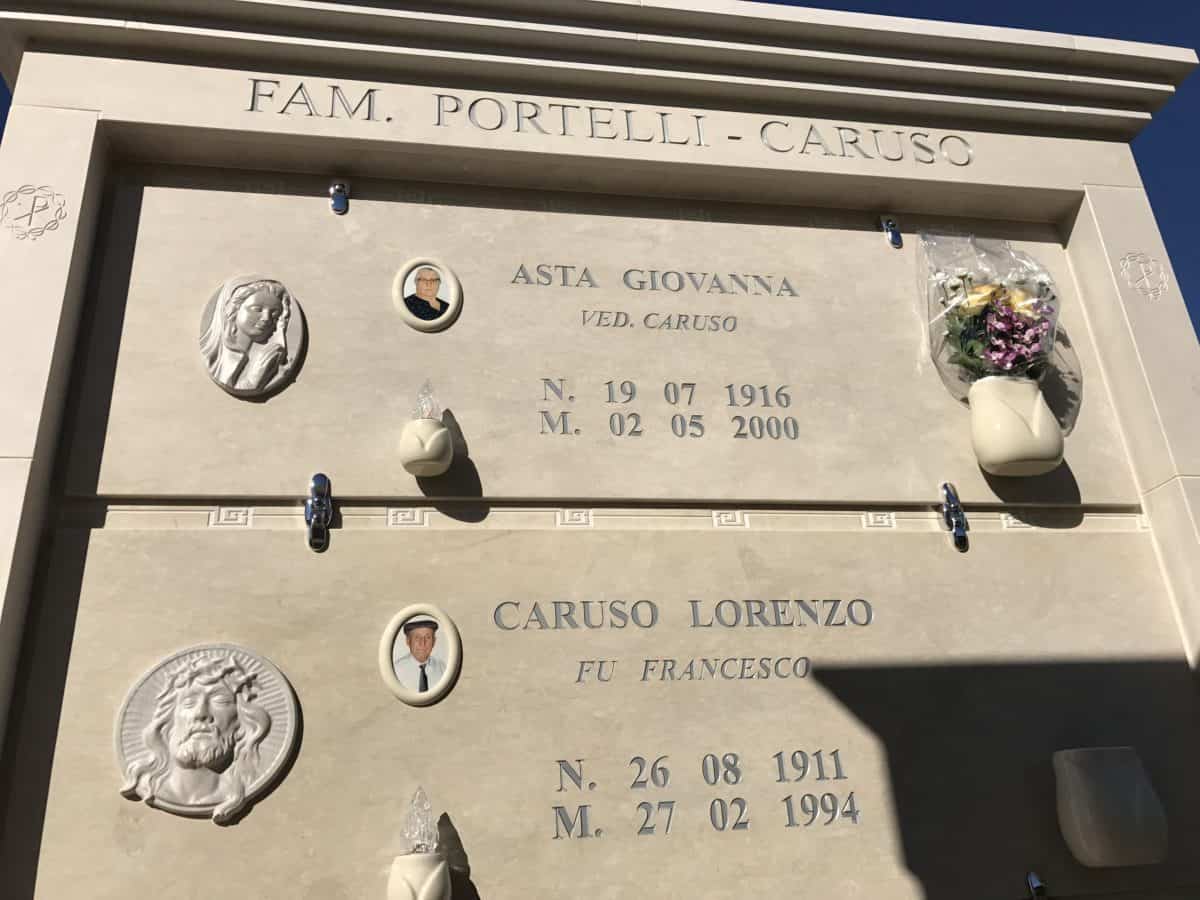 FAM. PORTELLI - CARUSO
ASTA GIOVANNA
VED. CARUSO
N. 19 07 1916
M. 02 05 2000
CARUSO LORENZO
FU FRANCESCO
N. 26 08 1911
M. 27 02 1994